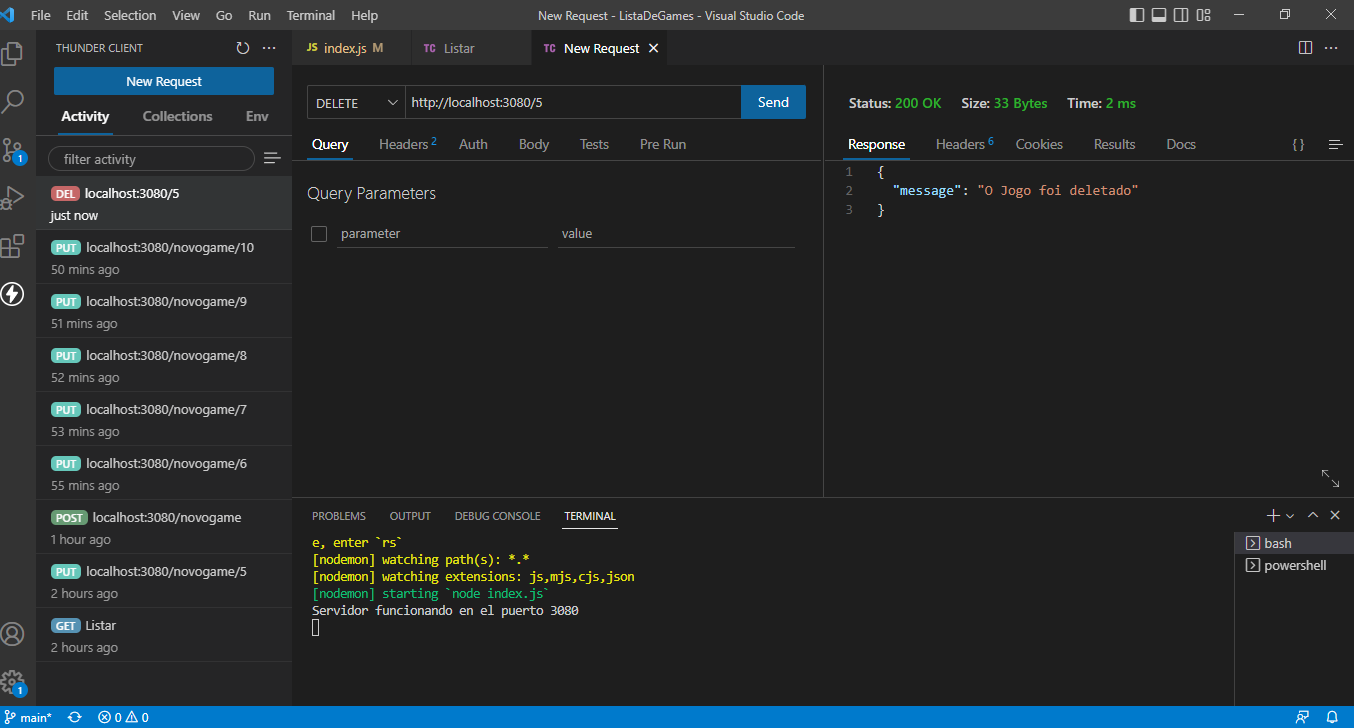 File Edit Selection View Go Run Terminal Help
New Request - ListaDeGames - Visual Studio Code
THUNDER CLIENT
New Request
Activity Collections Env
filter activity
DEL localhost:3080/5
just now
PUT localhost:3080/novogame/10
50 mins ago
PUT localhost:3080/novogame/9
51 mins ago
PUT localhost:3080/novogame/8
52 mins ago
PUT localhost:3080/novogame/7
53 mins ago
PUT localhost:3080/novogame/6
55 mins ago
POST localhost:3080/novogame
1 hour ago
PUT localhost:3080/novogame/5
2 hours ago
GET Listar
2 hours ago
1
1
JS index.js M
TC Listar
TC New Request
DELETE http://localhost:3080/5 Send
Query Headers 2 Auth Body Tests Pre Run
Query Parameters
parameter value
Status: 200 OK Size: 33 Bytes Time: 2 ms
Response Headers 6 Cookies Results Docs { }
1 {
2 "message": "O Jogo foi deletado"
3 }
PROBLEMS OUTPUT DEBUG CONSOLE TERMINAL
e, enter `rs`
[nodemon] watching path(s): *.*
[nodemon] watching extensions: js,mjs,cjs,json
[nodemon] starting `node index.js`
Servidor funcionando en el puerto 3080
bash
powershell
main* 0 0